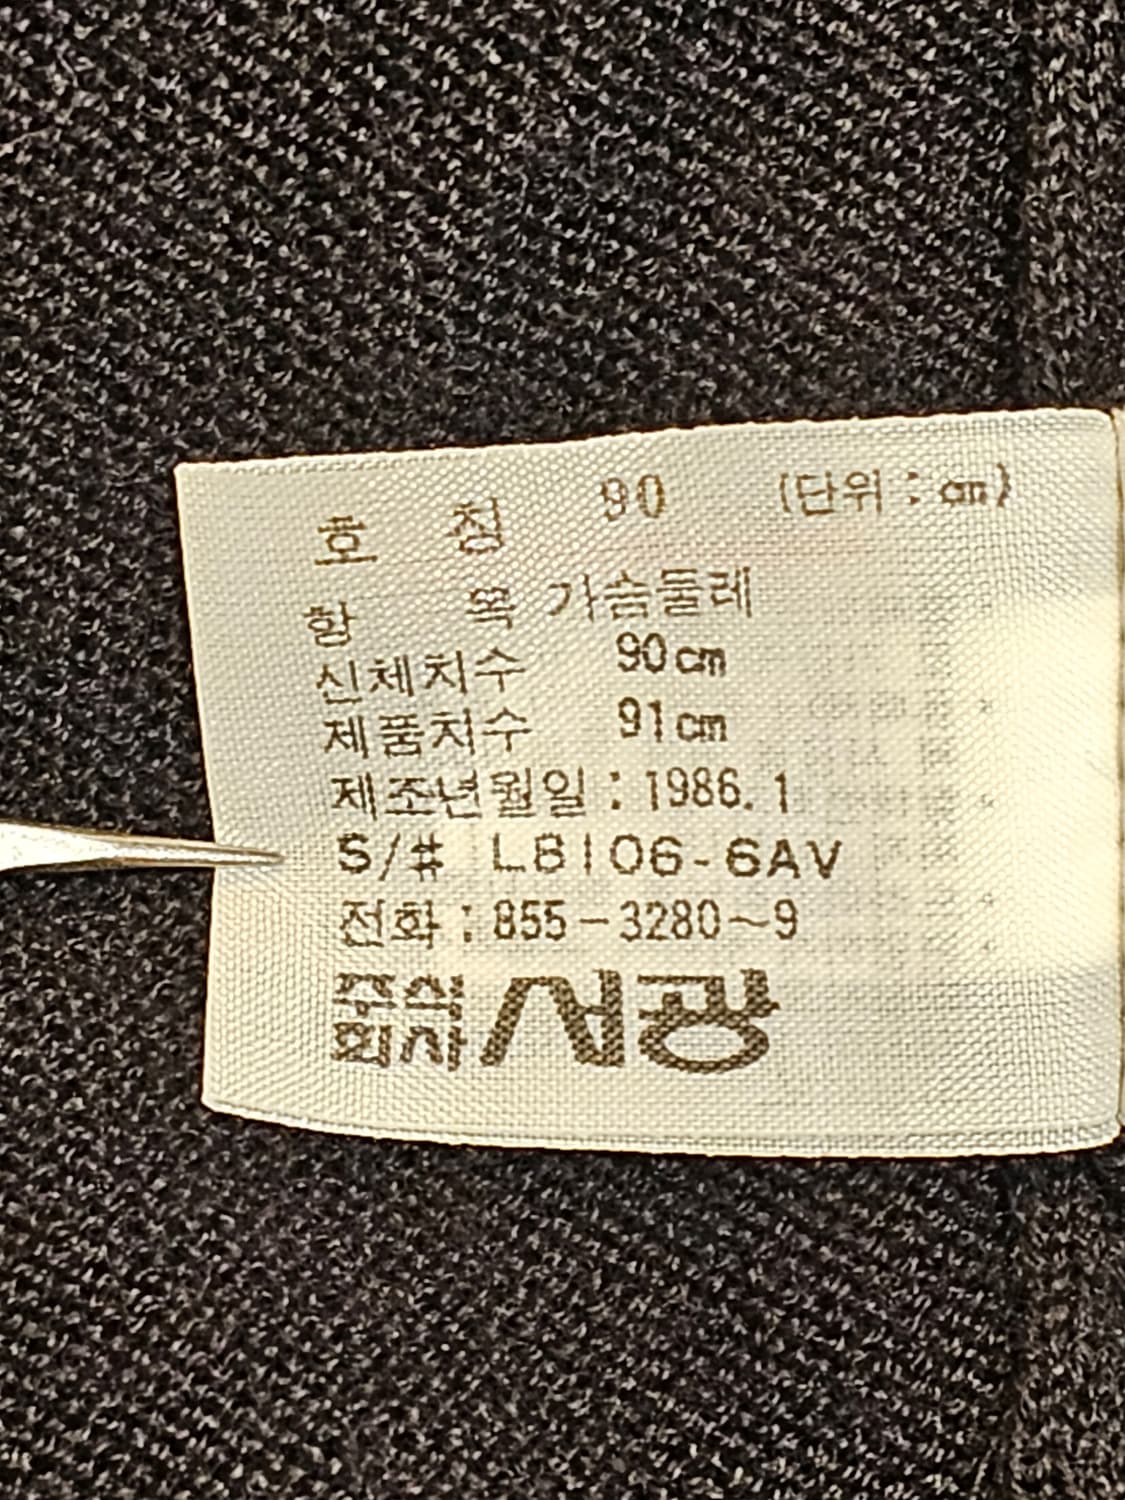 호 칭 90 (단위 : cm)
항 목 가슴둘레
신체치수 90cm
제품치수 91cm
제조년월일 : 1986. 1
S/# LB106-6AV
전화 : 855-3280~9
주식회사 서광